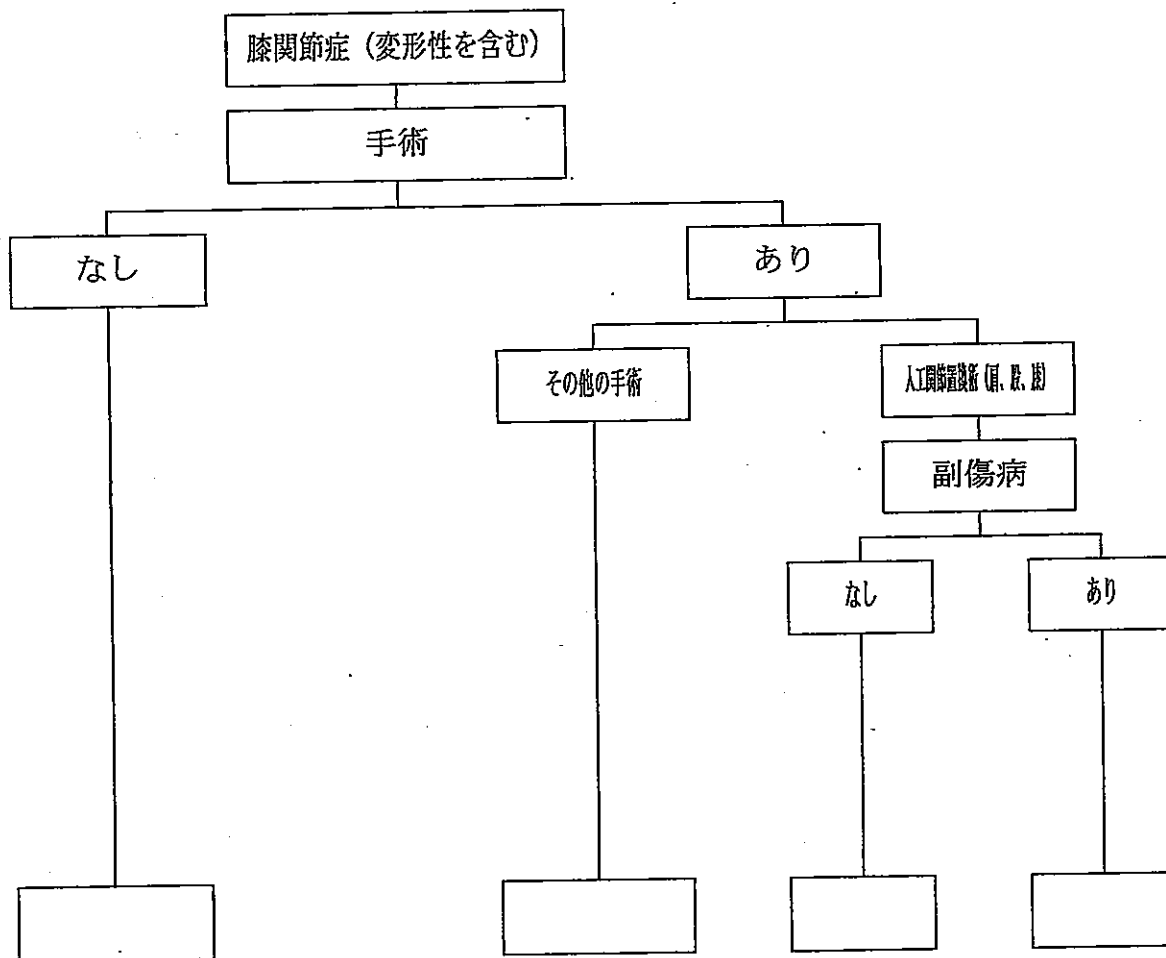 膝関節症（変形性を含む）
手術
なし
あり
その他の手術
人工関節置換術（肩、股、膝）
副傷病
なし
あり